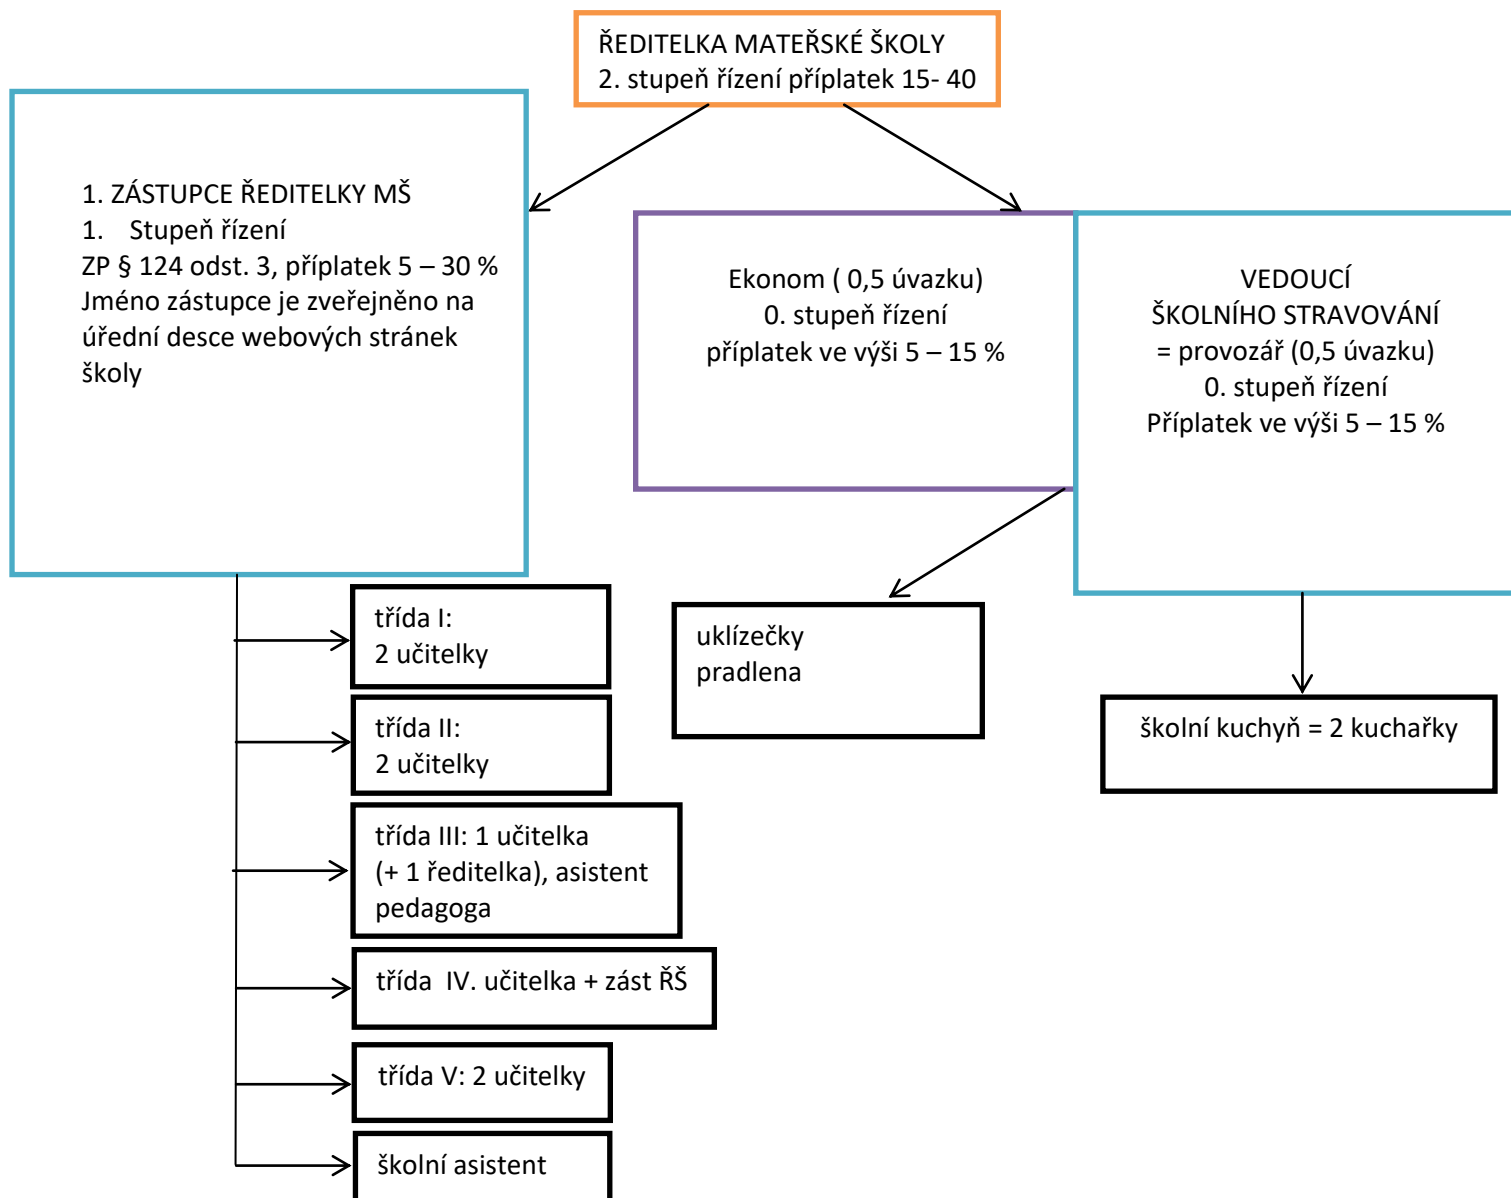 ŘEDITELKA MATEŘSKÉ ŠKOLY
2. stupeň řízení příplatek 15- 40
1. ZÁSTUPCE ŘEDITELKY MŠ
1. Stupeň řízení
ZP § 124 odst. 3, příplatek 5 – 30 %
Jméno zástupce je zveřejněno na
úřední desce webových stránek
školy
Ekonom ( 0,5 úvazku)
0. stupeň řízení
příplatek ve výši 5 – 15 %
VEDOUCÍ
ŠKOLNÍHO STRAVOVÁNÍ
= provozář (0,5 úvazku)
0. stupeň řízení
Příplatek ve výši 5 – 15 %
třída I:
2 učitelky
třída II:
2 učitelky
třída III: 1 učitelka
(+ 1 ředitelka), asistent
pedagoga
třída  IV. učitelka + zást ŘŠ
třída V: 2 učitelky
školní asistent
uklízečky
pradlena
školní kuchyň = 2 kuchařky